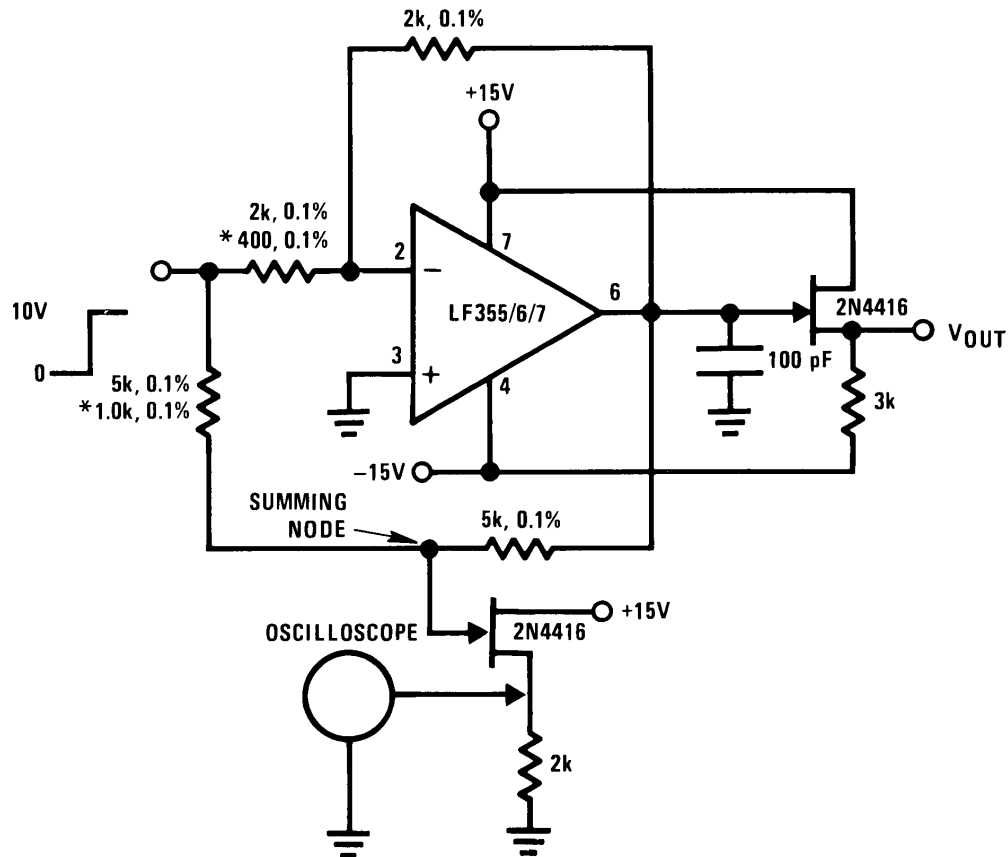 2k, 0.1%
+15V
2k, 0.1%
*400, 0.1%
2
7
6
10V
LF355/6/7
2N4416
VOUT
0
3
4
100 pF
5k, 0.1%
*1.0k, 0.1%
3k
−15V
SUMMING
NODE
5k, 0.1%
+15V
OSCILLOSCOPE
2N4416
2k